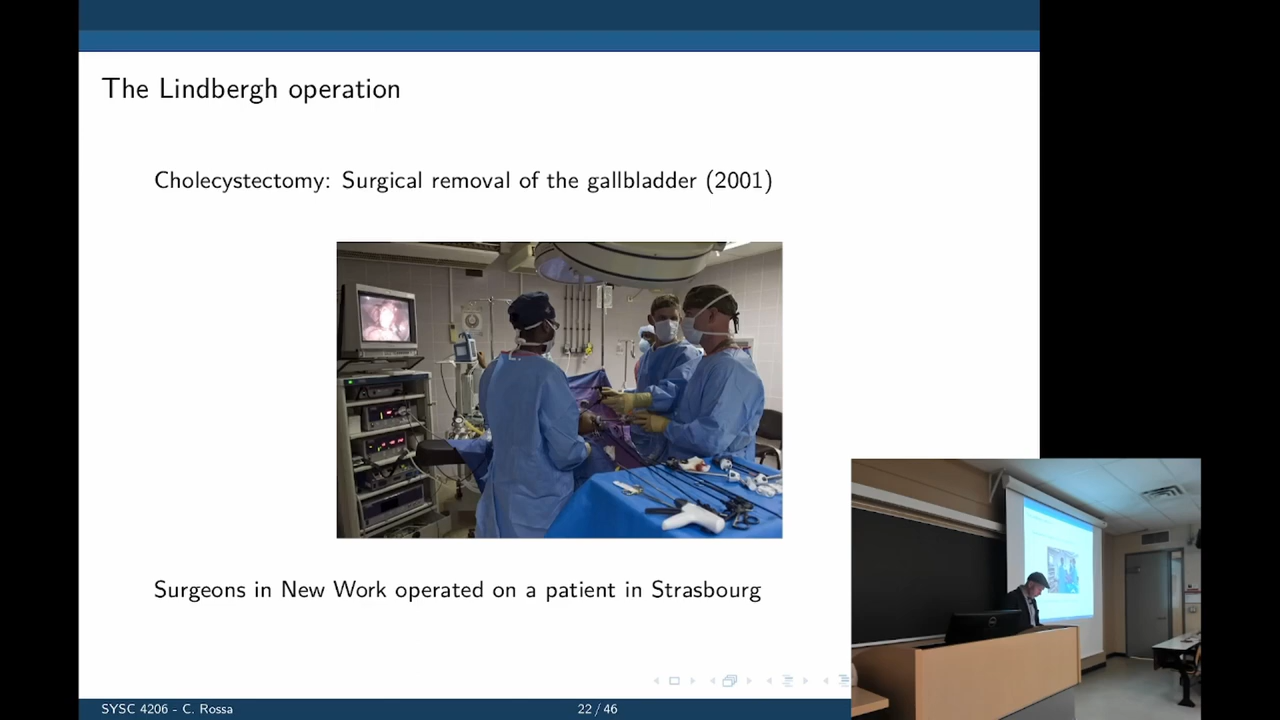 The Lindbergh operation
Cholecystectomy: Surgical removal of the gallbladder (2001)
Surgeons in New Work operated on a patient in Strasbourg
SYSC 4206 - C. Rossa
22 / 46